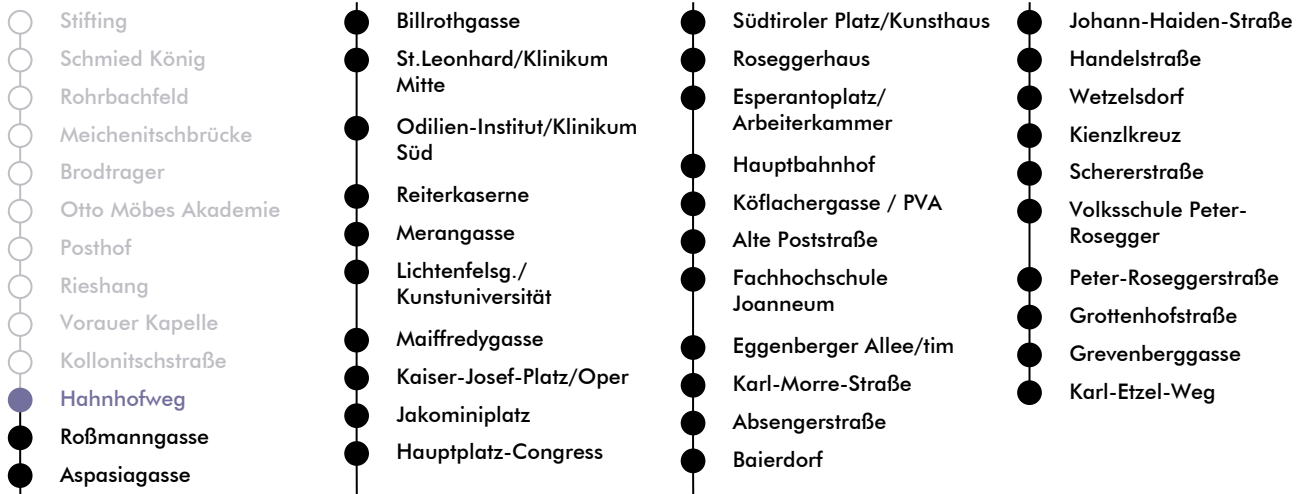 Stifting
Schmied König
Rohrbachfeld
Meichenitschbrücke
Brodtrager
Otto Möbes Akademie
Posthof
Rieshang
Vorauer Kapelle
Kollonitschstraße
Hahnhofweg
Roßmanngasse
Aspasiagasse
Billrothgasse
St.Leonhard/Klinikum
Mitte
Odilien-Institut/Klinikum
Süd
Reiterkaserne
Merangasse
Lichtenfelsg./
Kunstuniversität
Maiffredygasse
Kaiser-Josef-Platz/Oper
Jakominiplatz
Hauptplatz-Congress
Südtiroler Platz/Kunsthaus
Roseggerhaus
Esperantoplatz/
Arbeiterkammer
Hauptbahnhof
Köflachergasse / PVA
Alte Poststraße
Fachhochschule
Joanneum
Eggenberger Allee/tim
Karl-Morre-Straße
Absengerstraße
Baierdorf
Johann-Haiden-Straße
Handelstraße
Wetzelsdorf
Kienzlkreuz
Schererstraße
Volksschule Peter-
Rosegger
Peter-Roseggerstraße
Grottenhofstraße
Grevenberggasse
Karl-Etzel-Weg